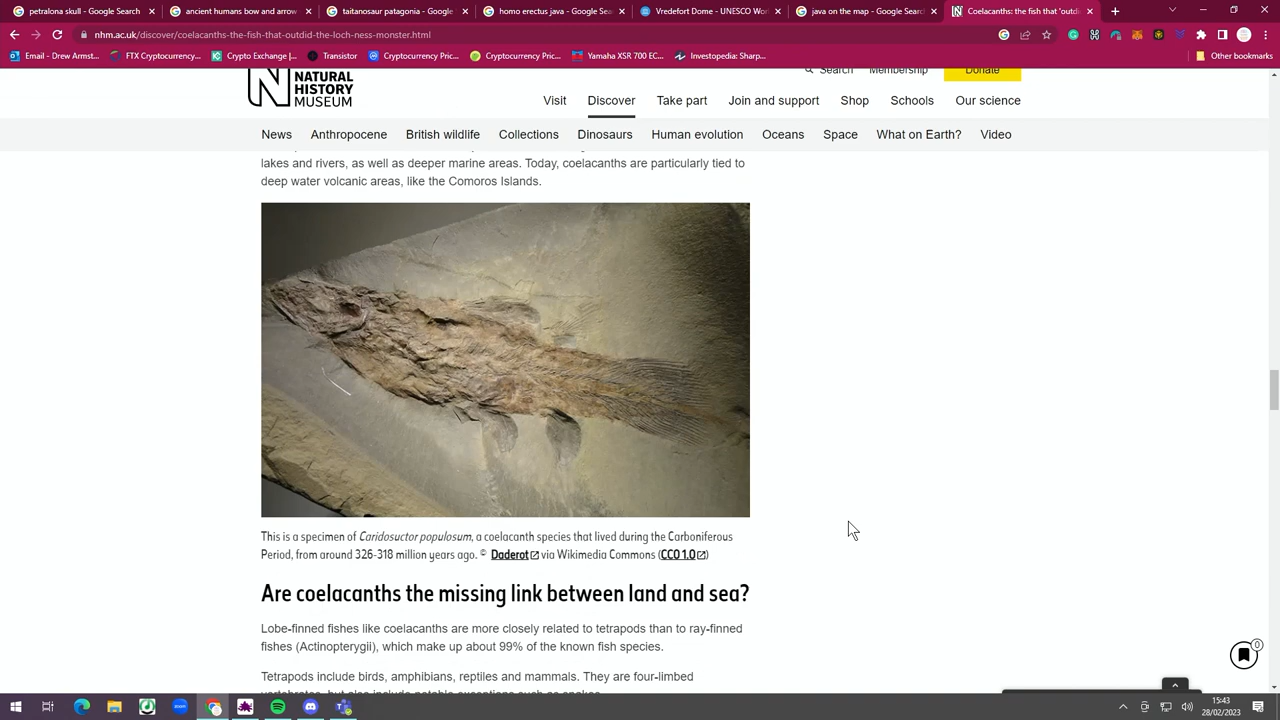 petralona skull - Google Search
ancient human bow and arrow
petalosaur patagonia - Google S
homo erectus - Google Search
Vredefort Dome - UNESCO Wor
java on the map - Google Search
Coelacanths: the fish that 'outdi
nhm.ac.uk/discover/coelacanths-the-fish-that-outdid-the-loch-ness-monster.html
Email - Drew Armst...
FTX Cryptocurrency...
Crypto Exchange | In...
Transistor
Cryptocurrency Pric...
Cryptocurrency Pric...
Yamaha XSR 700 EC...
Investopedia: Sharp...
Other bookmarks
NATURAL
HISTORY
MUSEUM
Search
Membership
Donate
Visit
Discover
Take part
Join and support
Shop
Schools
Our science
News
Anthropocene
British wildlife
Collections
Dinosaurs
Human evolution
Oceans
Space
What on Earth?
Video
lakes and rivers, as well as deeper marine areas. Today, coelacanths are particularly tied to
deep water volcanic areas, like the Comoros Islands.
This is a specimen of Caridosuctor populosum, a coelacanth species that lived during the Carboniferous
Period, from around 326-318 million years ago. © Daderot via Wikimedia Commons (CC0 1.0)
Are coelacanths the missing link between land and sea?
Lobe-finned fishes like coelacanths are more closely related to tetrapods than to ray-finned
fishes (Actinopterygii), which make up about 99% of the known fish species.
Tetrapods include birds, amphibians, reptiles and mammals. They are four-limbed
0
zoom
15:43
28/02/2023